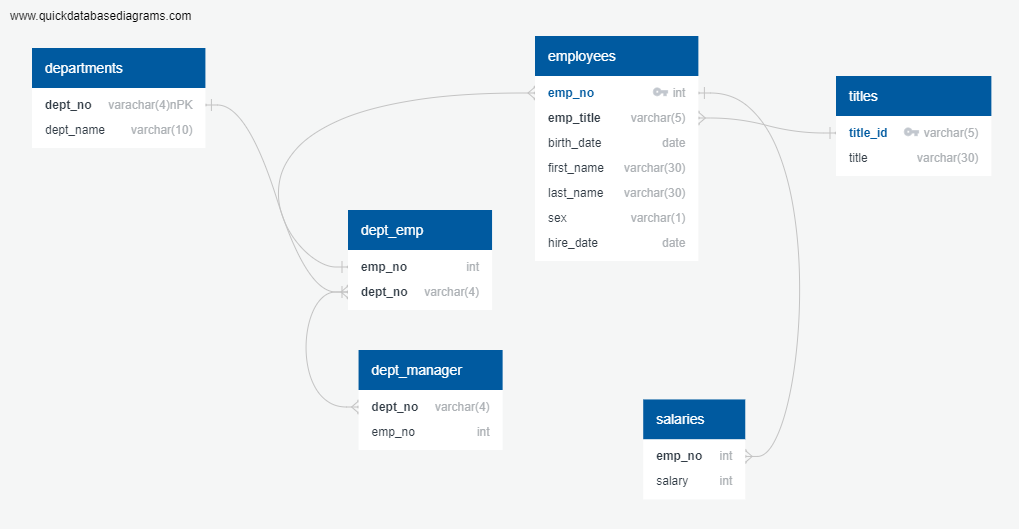 www.quickdatabasediagrams.com
departments
dept_no varachar(4)nPK
dept_name varchar(10)
employees
emp_no int
emp_title varchar(5)
birth_date date
first_name varchar(30)
last_name varchar(30)
sex varchar(1)
hire_date date
titles
title_id varchar(5)
title varchar(30)
dept_emp
emp_no int
dept_no varchar(4)
dept_manager
dept_no varchar(4)
emp_no int
salaries
emp_no int
salary int